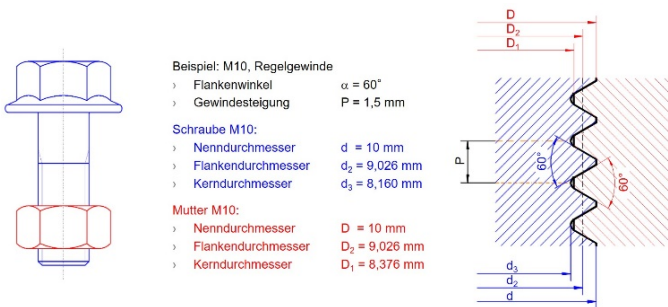 Beispiel: M10, Regelgewinde
› Flankenwinkel α = 60°
› Gewindesteigung P = 1,5 mm
Schraube M10:
› Nenndurchmesser d = 10 mm
› Flankendurchmesser d₂ = 9,026 mm
› Kerndurchmesser d₃ = 8,160 mm
Mutter M10:
› Nenndurchmesser D = 10 mm
› Flankendurchmesser D₂ = 9,026 mm
› Kerndurchmesser D₁ = 8,376 mm
D
D₂
D₁
P
60°
60°
d₃
d₂
d